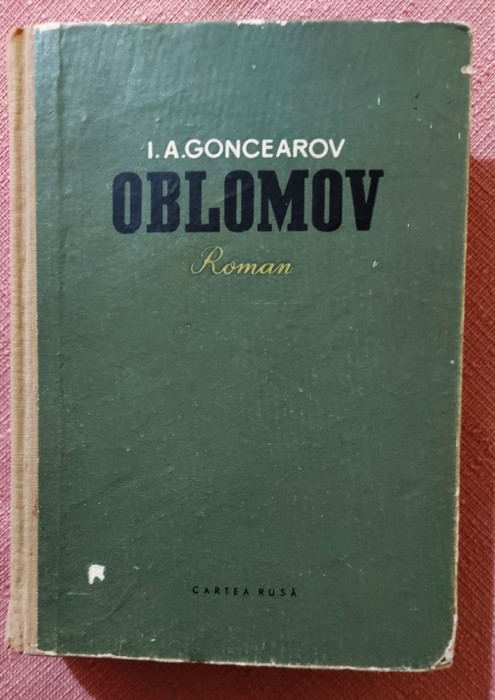 I. A. GONCEAROV
OBLOMOV
Roman
CARTEA RUSĂ